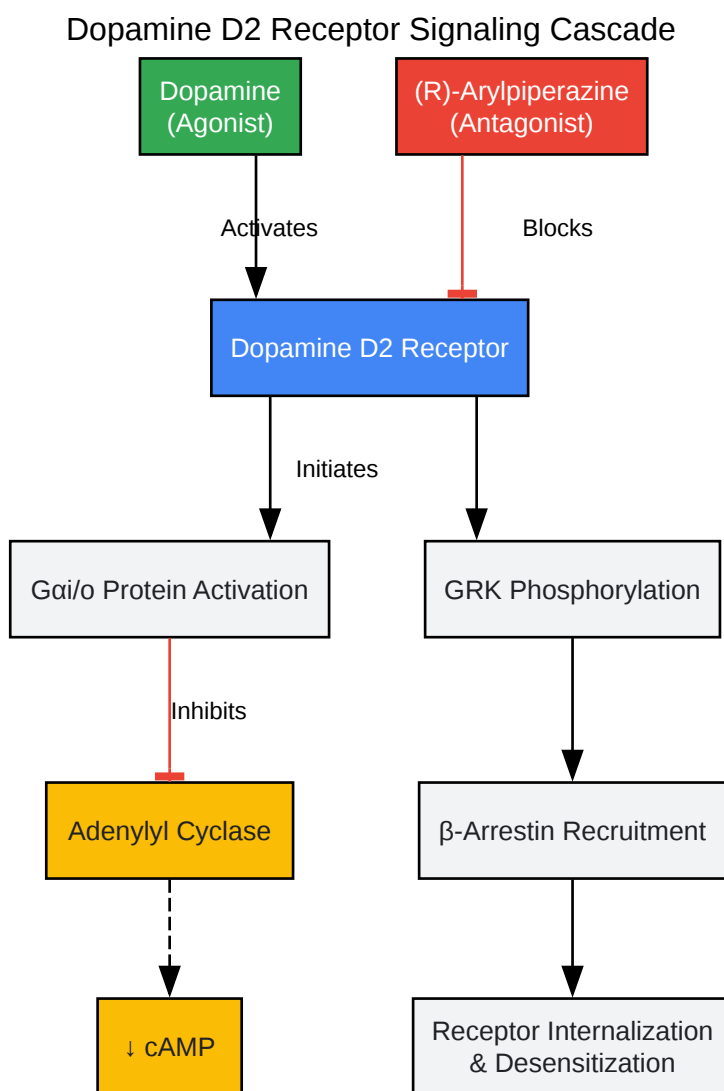 Dopamine D2 Receptor Signaling Cascade
Dopamine
(Agonist)
(R)-Arylpiperazine
(Antagonist)
Activates
Blocks
Dopamine D2 Receptor
Initiates
Gαi/o Protein Activation
GRK Phosphorylation
Inhibits
Adenylyl Cyclase
β-Arrestin Recruitment
↓ cAMP
Receptor Internalization
& Desensitization